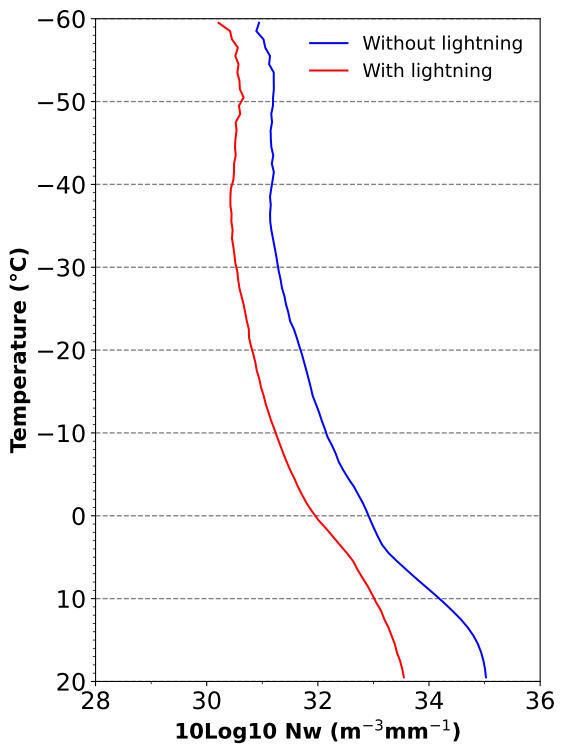 −60
Without lightning
With lightning
−50
−40
−30
−20
−10
0
10
20
Temperature (°C)
28 30 32 34 36
10Log10 Nw (m⁻³mm⁻¹)